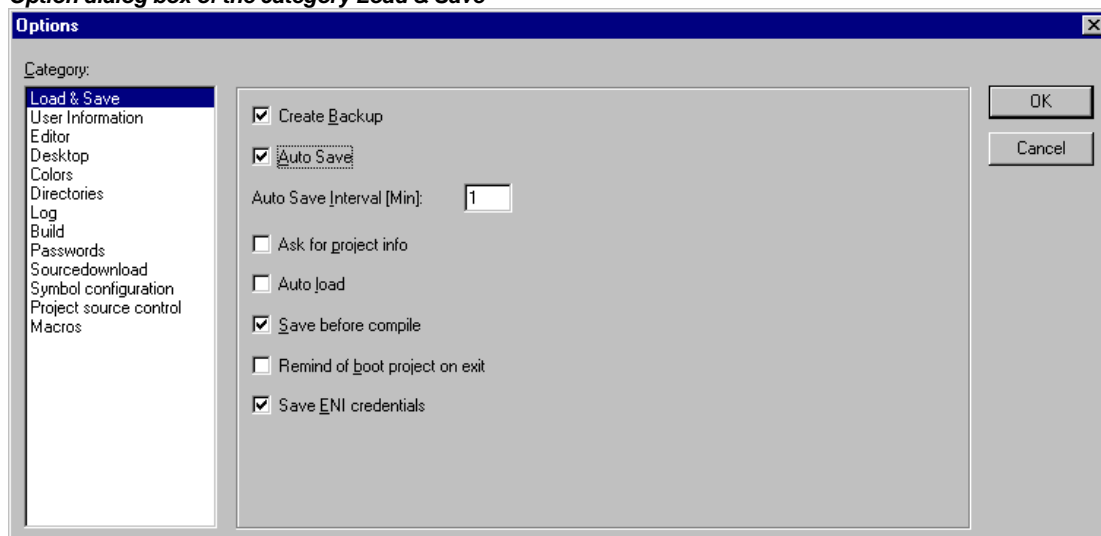 Option dialog box of the category Load & Save
Options
Category:
Load & Save
User Information
Editor
Desktop
Colors
Directories
Log
Build
Passwords
Sourcedownload
Symbol configuration
Project source control
Macros
Create Backup
Auto Save
Auto Save Interval [Min]: 1
Ask for project info
Auto load
Save before compile
Remind of boot project on exit
Save ENI credentials
OK
Cancel